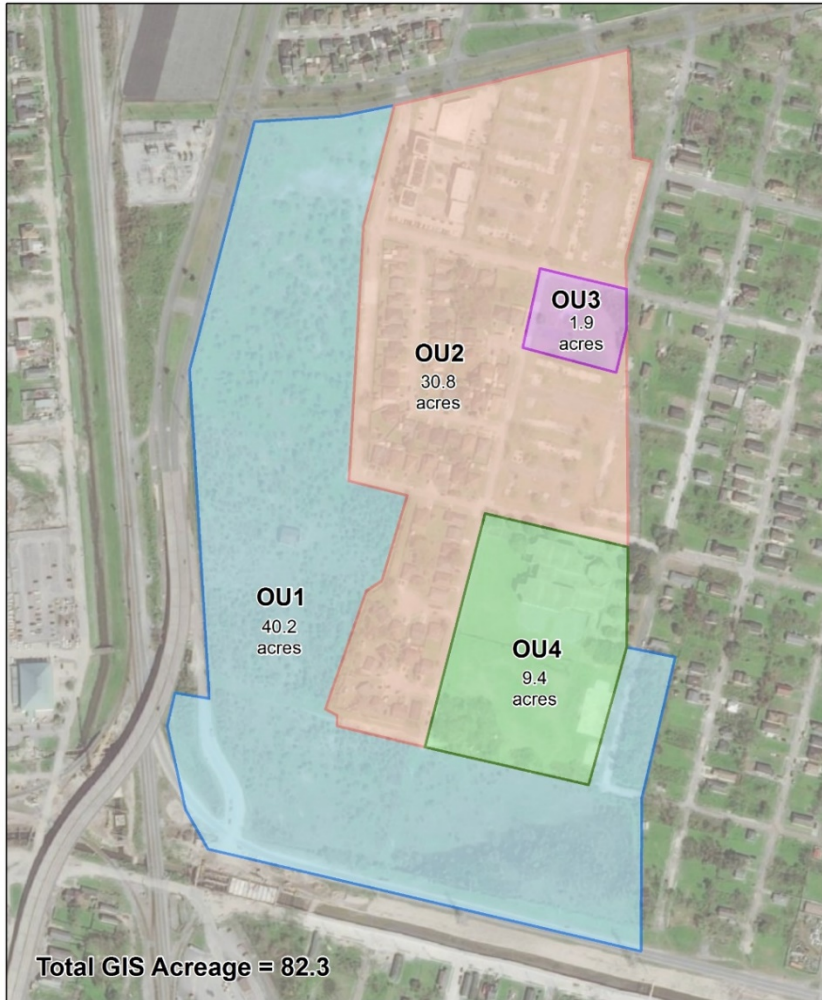 OU3
1.9
acres
OU2
30.8
acres
OU1
40.2
acres
OU4
9.4
acres
Total GIS Acreage = 82.3